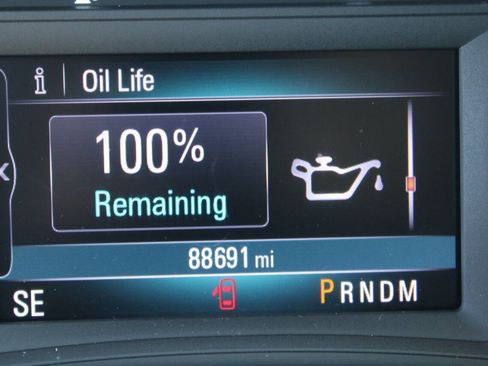 Oil Life
100%
Remaining
88691 mi
SE
PRNDM